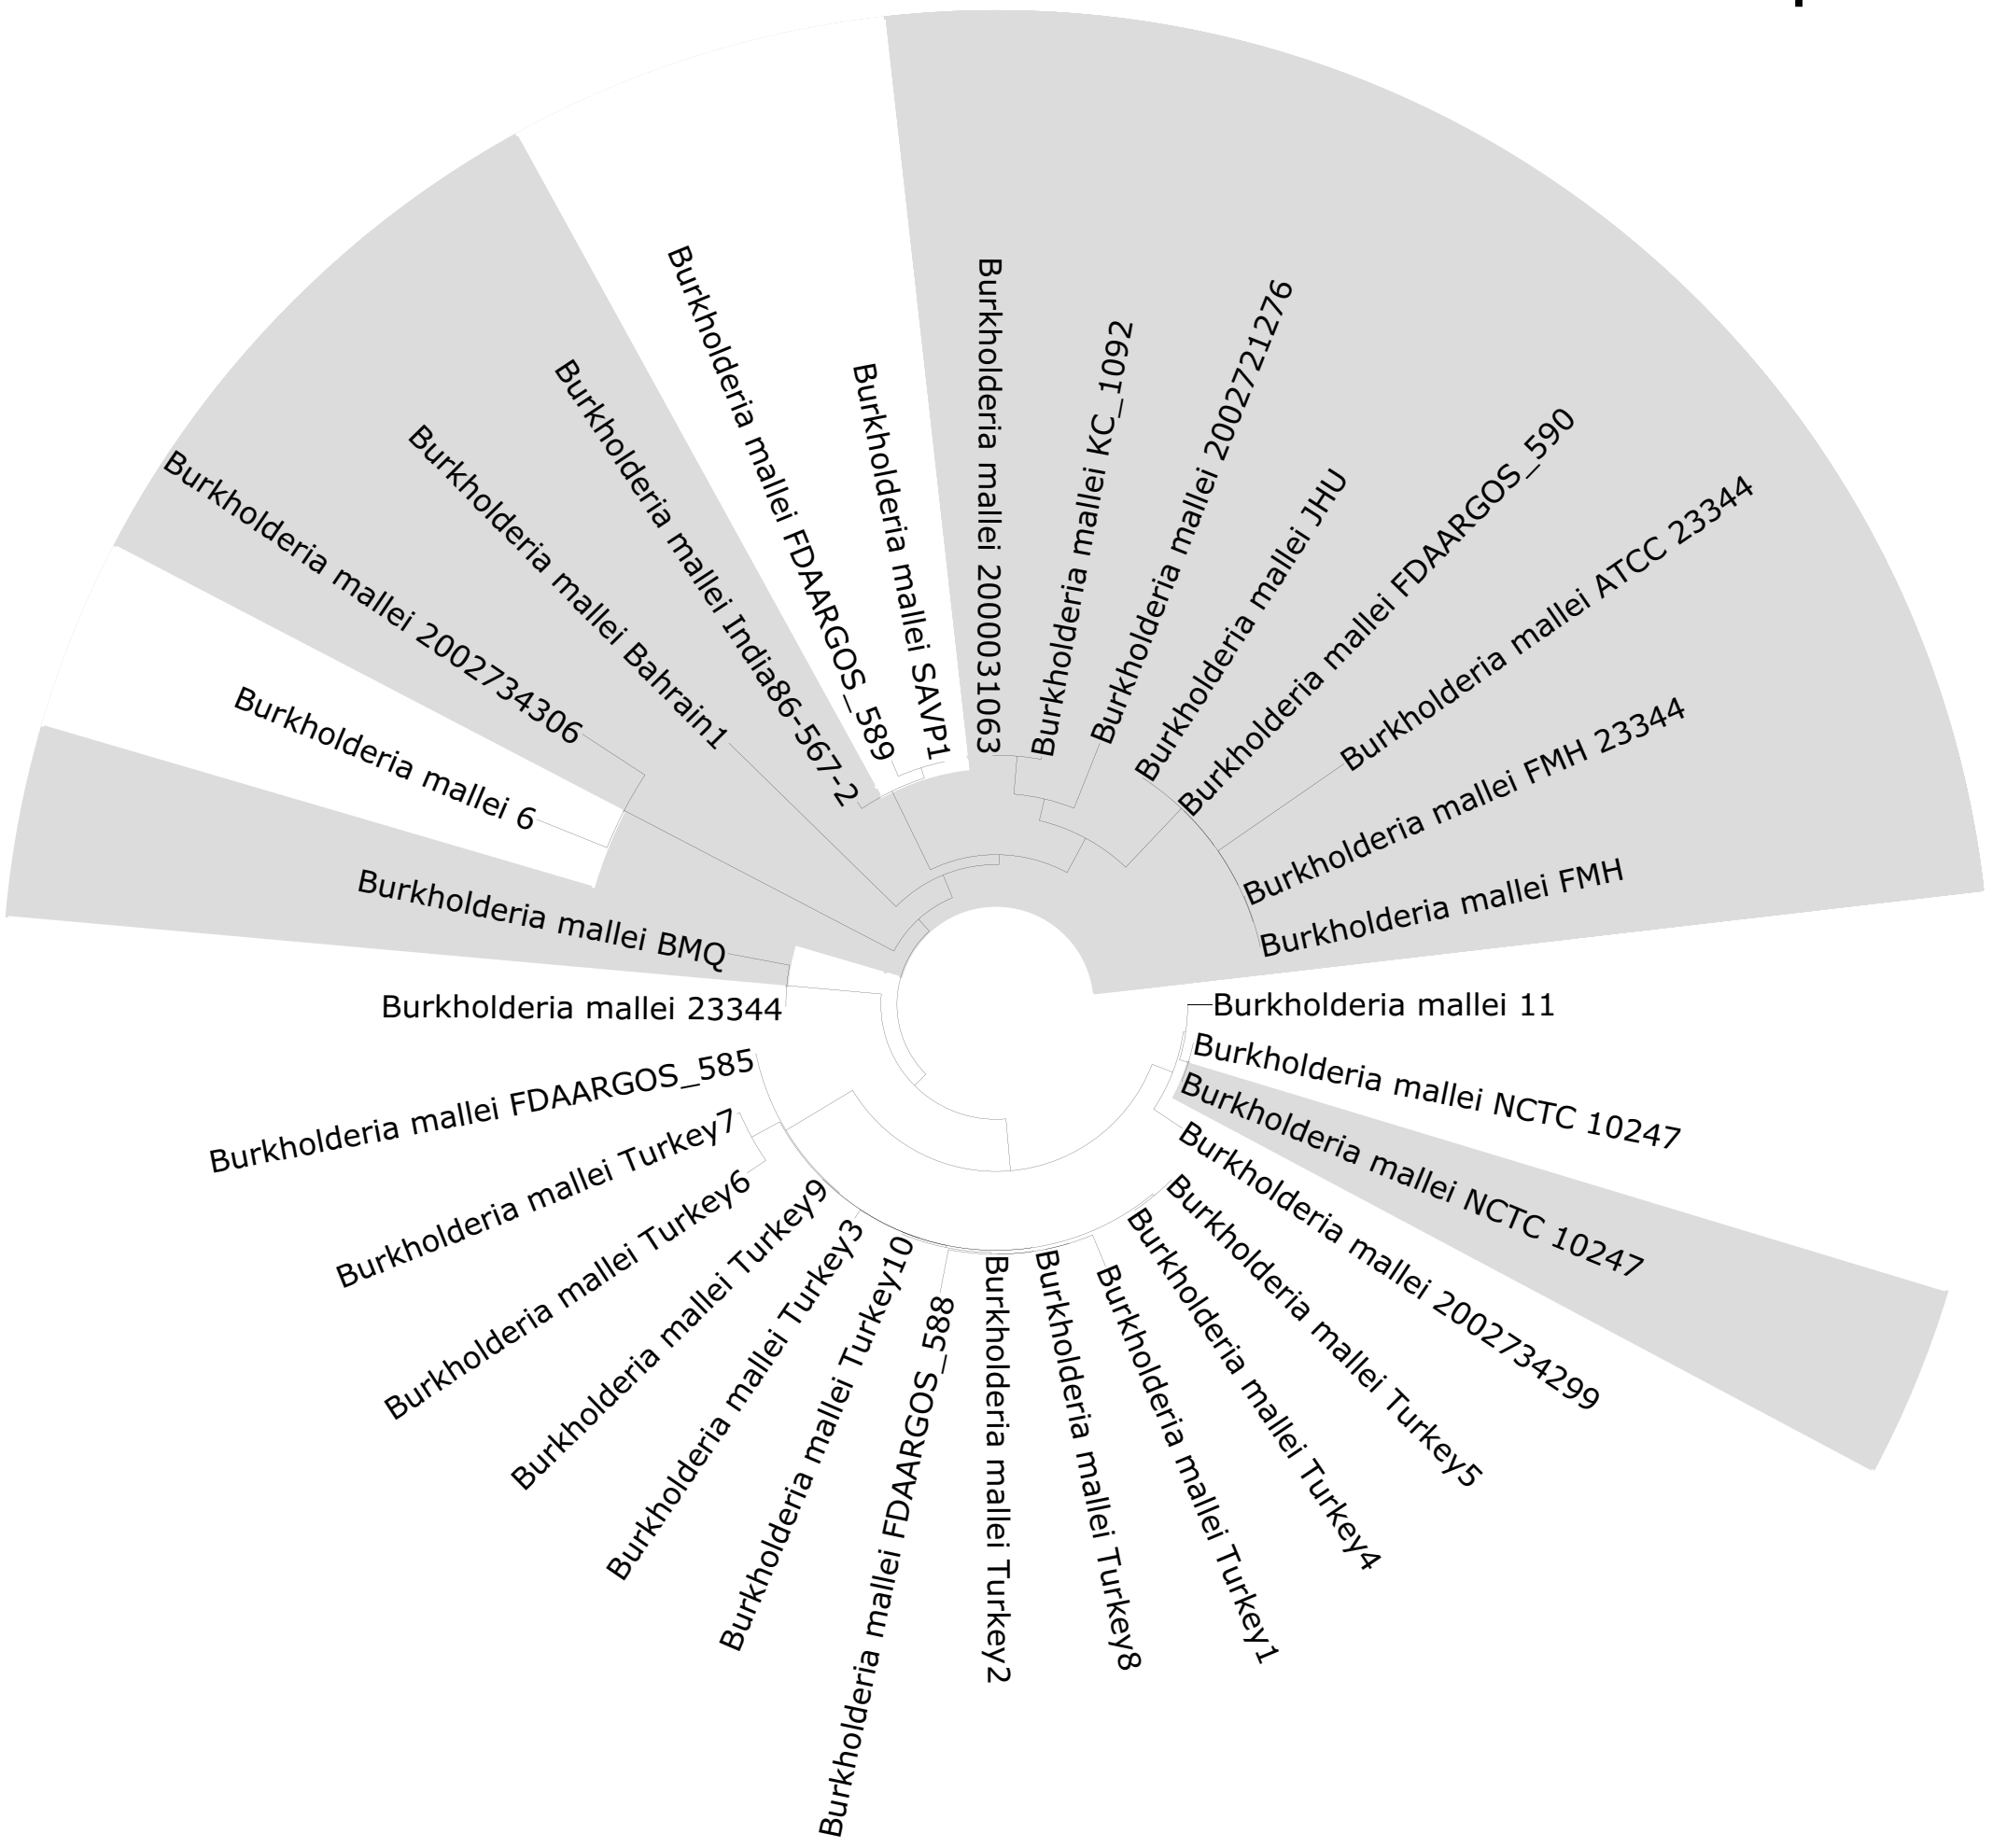 Burkholderia mallei 2000031063
Burkholderia mallei KC_1092
Burkholderia mallei 2002721276
Burkholderia mallei JHU
Burkholderia mallei FDAARGOS_590
Burkholderia mallei ATCC 23344
Burkholderia mallei FMH 23344
Burkholderia mallei FMH
Burkholderia mallei 11
Burkholderia mallei NCTC 10247
Burkholderia mallei NCTC 10247
Burkholderia mallei 2002734299
Burkholderia mallei Turkey5
Burkholderia mallei Turkey4
Burkholderia mallei Turkey1
Burkholderia mallei Turkey8
Burkholderia mallei Turkey2
Burkholderia mallei FDAARGOS_588
Burkholderia mallei Turkey10
Burkholderia mallei Turkey3
Burkholderia mallei Turkey9
Burkholderia mallei Turkey6
Burkholderia mallei Turkey7
Burkholderia mallei FDAARGOS_585
Burkholderia mallei 23344
Burkholderia mallei BMQ
Burkholderia mallei 6
Burkholderia mallei 2002734306
Burkholderia mallei Bahrain1
Burkholderia mallei India86-567-2
Burkholderia mallei FDAARGOS_589
Burkholderia mallei SAVP1